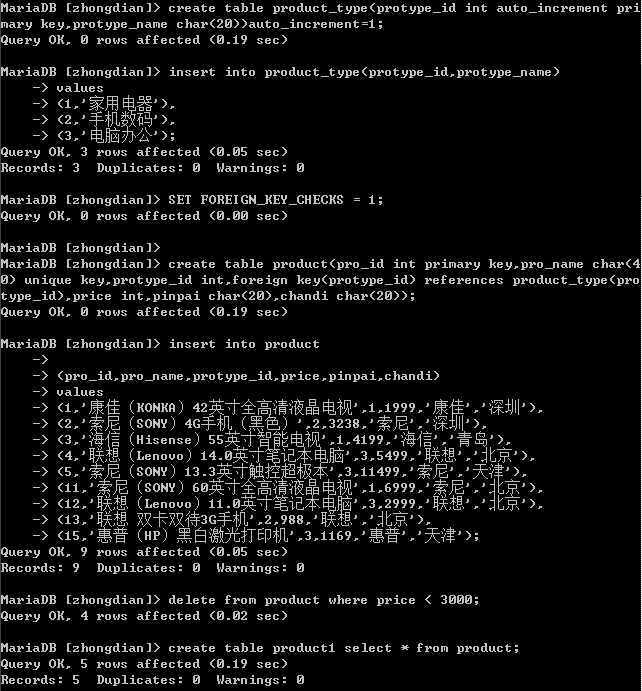 MariaDB [zhongdian]> create table product_type(protype_id int auto_increment pri
mary key,protype_name char(20))auto_increment=1;
Query OK, 0 rows affected (0.19 sec)
MariaDB [zhongdian]> insert into product_type(protype_id,protype_name)
    -> values
    -> (1,'家用电器'),
    -> (2,'手机数码'),
    -> (3,'电脑办公');
Query OK, 3 rows affected (0.05 sec)
Records: 3  Duplicates: 0  Warnings: 0
MariaDB [zhongdian]> SET FOREIGN_KEY_CHECKS = 1;
Query OK, 0 rows affected (0.00 sec)
MariaDB [zhongdian]>
MariaDB [zhongdian]> create table product(pro_id int primary key,pro_name char(4
0) unique key,protype_id int,foreign key(protype_id) references product_type(pro
type_id),price int,pinpai char(20),chandi char(20));
Query OK, 0 rows affected (0.19 sec)
MariaDB [zhongdian]> insert into product
    ->
    -> (pro_id,pro_name,protype_id,price,pinpai,chandi)
    -> values
    -> (1,'康佳（KONKA）42英寸全高清液晶电视',1,1999,'康佳','深圳'),
    -> (2,'索尼（SONY）4G手机（黑色）',2,3238,'索尼','深圳'),
    -> (3,'海信（Hisense）55英寸智能电视',1,4199,'海信','青岛'),
    -> (4,'联想（Lenovo）14.0英寸笔记本电脑',3,5499,'联想','北京'),
    -> (5,'索尼（SONY）13.3英寸触控超极本',3,11499,'索尼','天津'),
    -> (11,'索尼（SONY）60英寸全高清液晶电视',1,6999,'索尼','北京'),
    -> (12,'联想（Lenovo）11.0英寸笔记本电脑',3,2999,'联想','北京'),
    -> (13,'联想 双卡双待3G手机',2,988,'联想','北京'),
    -> (15,'惠普（HP）黑白激光打印机',3,1169,'惠普','天津');
Query OK, 9 rows affected (0.05 sec)
Records: 9  Duplicates: 0  Warnings: 0
MariaDB [zhongdian]> delete from product where price < 3000;
Query OK, 4 rows affected (0.02 sec)
MariaDB [zhongdian]> create table product1 select * from product;
Query OK, 5 rows affected (0.19 sec)
Records: 5  Duplicates: 0  Warnings: 0